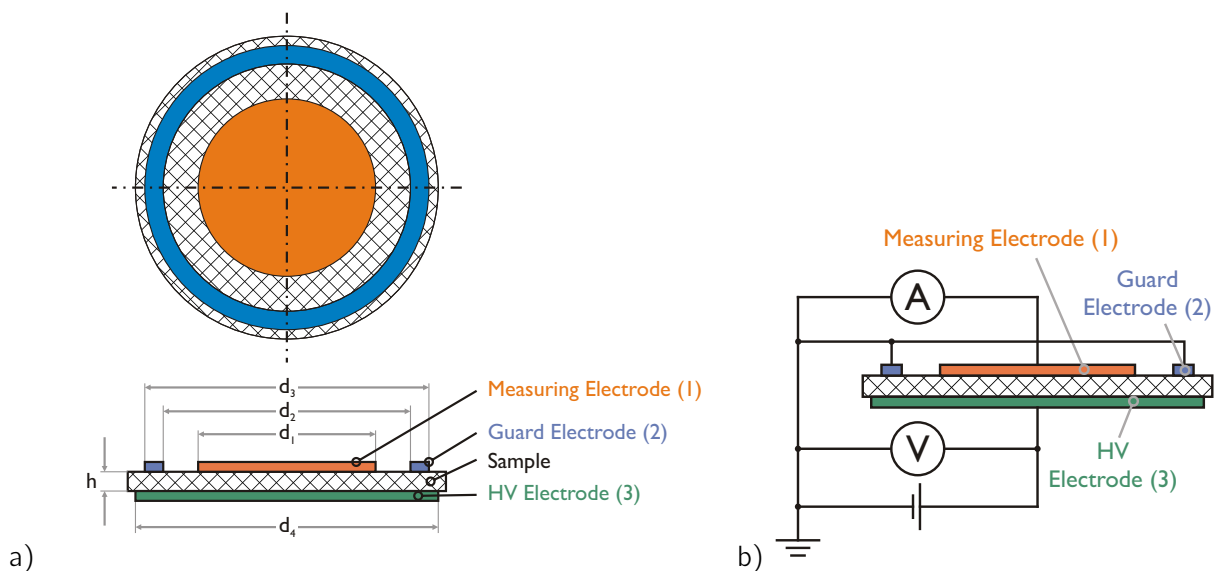 d₃
d₂
d₁
h
d₄
Measuring Electrode (1)
Guard Electrode (2)
Sample
HV Electrode (3)
a)
Measuring Electrode (1)
Guard
Electrode (2)
A
V
HV
Electrode (3)
b)